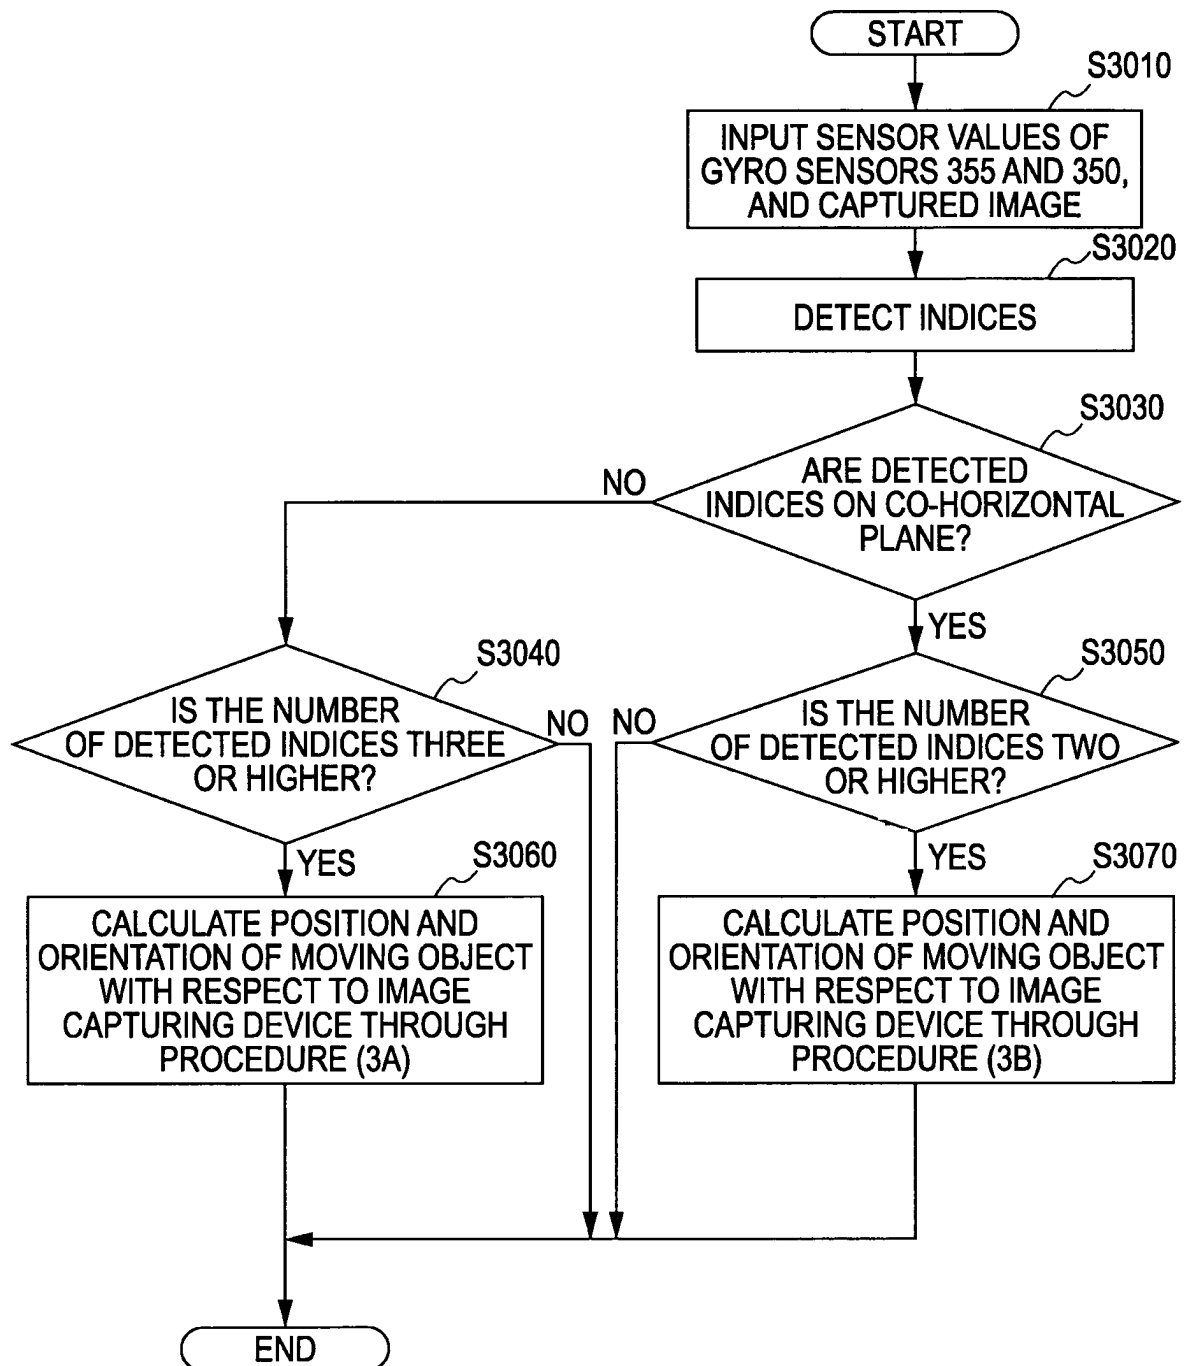 START
S3010
INPUT SENSOR VALUES OF
GYRO SENSORS 355 AND 350,
AND CAPTURED IMAGE
S3020
DETECT INDICES
S3030
ARE DETECTED
INDICES ON CO-HORIZONTAL
PLANE?
NO
YES
S3040
IS THE NUMBER
OF DETECTED INDICES THREE
OR HIGHER?
NO
YES
S3050
IS THE NUMBER
OF DETECTED INDICES TWO
OR HIGHER?
NO
YES
S3060
CALCULATE POSITION AND
ORIENTATION OF MOVING OBJECT
WITH RESPECT TO IMAGE
CAPTURING DEVICE THROUGH
PROCEDURE (3A)
S3070
CALCULATE POSITION AND
ORIENTATION OF MOVING OBJECT
WITH RESPECT TO IMAGE
CAPTURING DEVICE THROUGH
PROCEDURE (3B)
END